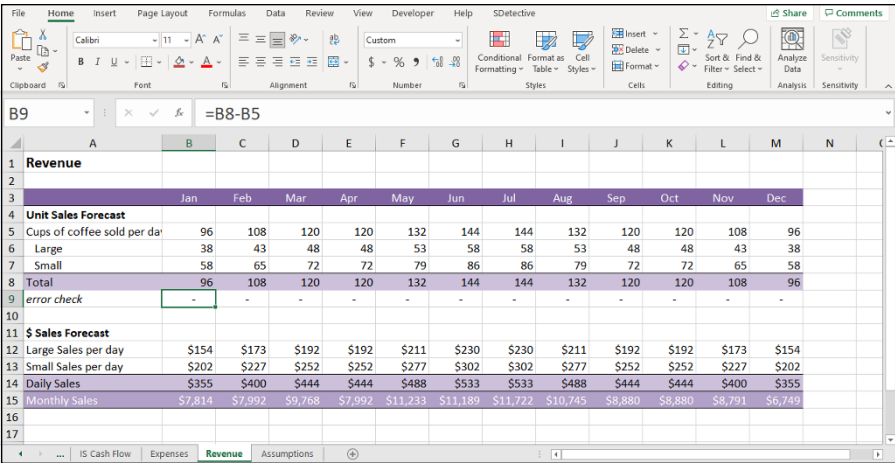 File Home Insert Page Layout Formulas Data Review View Developer Help SDetective Share Comments
Paste Calibri 11 A A Custom Insert
B I U A $ % 9 Conditional Formatting Format as Table Cell Styles Delete Format Sort & Filter Find & Select Analyze Data Sensitivity
Clipboard Font Alignment Number Styles Cells Editing Analysis Sensitivity
B9 fx =B8-B5
A B C D E F G H I J K L M N
1 Revenue
2
3 Jan Feb Mar Apr May Jun Jul Aug Sep Oct Nov Dec
4 Unit Sales Forecast
5 Cups of coffee sold per day 96 108 120 120 132 144 144 132 120 120 108 96
6 Large 38 43 48 48 53 58 58 53 48 48 43 38
7 Small 58 65 72 72 79 86 86 79 72 72 65 58
8 Total 96 108 120 120 132 144 144 132 120 120 108 96
9 error check - - - - - - - - - - - -
10
11 $ Sales Forecast
12 Large Sales per day $154 $173 $192 $192 $211 $230 $230 $211 $192 $192 $173 $154
13 Small Sales per day $202 $227 $252 $252 $277 $302 $302 $277 $252 $252 $227 $202
14 Daily Sales $355 $400 $444 $444 $488 $533 $533 $488 $444 $444 $400 $355
15 Monthly Sales $7,814 $7,992 $9,768 $7,992 $11,233 $11,189 $11,722 $10,745 $8,880 $8,880 $8,791 $6,749
16
17
... IS Cash Flow Expenses Revenue Assumptions